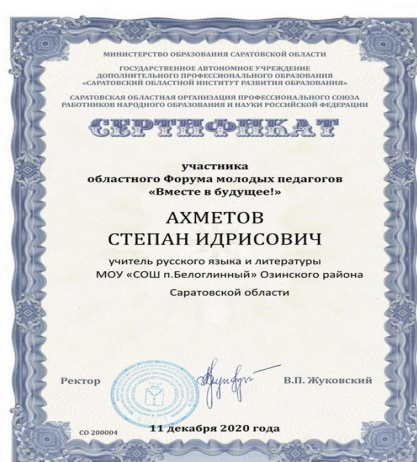 МИНИСТЕРСТВО ОБРАЗОВАНИЯ САРАТОВСКОЙ ОБЛАСТИ
ГОСУДАРСТВЕННОЕ АВТОНОМНОЕ УЧРЕЖДЕНИЕ
ДОПОЛНИТЕЛЬНОГО ПРОФЕССИОНАЛЬНОГО ОБРАЗОВАНИЯ
«САРАТОВСКИЙ ОБЛАСТНОЙ ИНСТИТУТ РАЗВИТИЯ ОБРАЗОВАНИЯ»
САРАТОВСКАЯ ОБЛАСТНАЯ ОРГАНИЗАЦИЯ ПРОФЕССИОНАЛЬНОГО СОЮЗА
РАБОТНИКОВ НАРОДНОГО ОБРАЗОВАНИЯ И НАУКИ РОССИЙСКОЙ ФЕДЕРАЦИИ
СЕРТИФИКАТ
участника
областного Форума молодых педагогов
«Вместе в будущее!»
АХМЕТОВ
СТЕПАН ИДРИСОВИЧ
учитель русского языка и литературы
МОУ «СОШ п.Белоглинный» Озинского района
Саратовской области
Ректор
В.П. Жуковский
СО 200004
11 декабря 2020 года